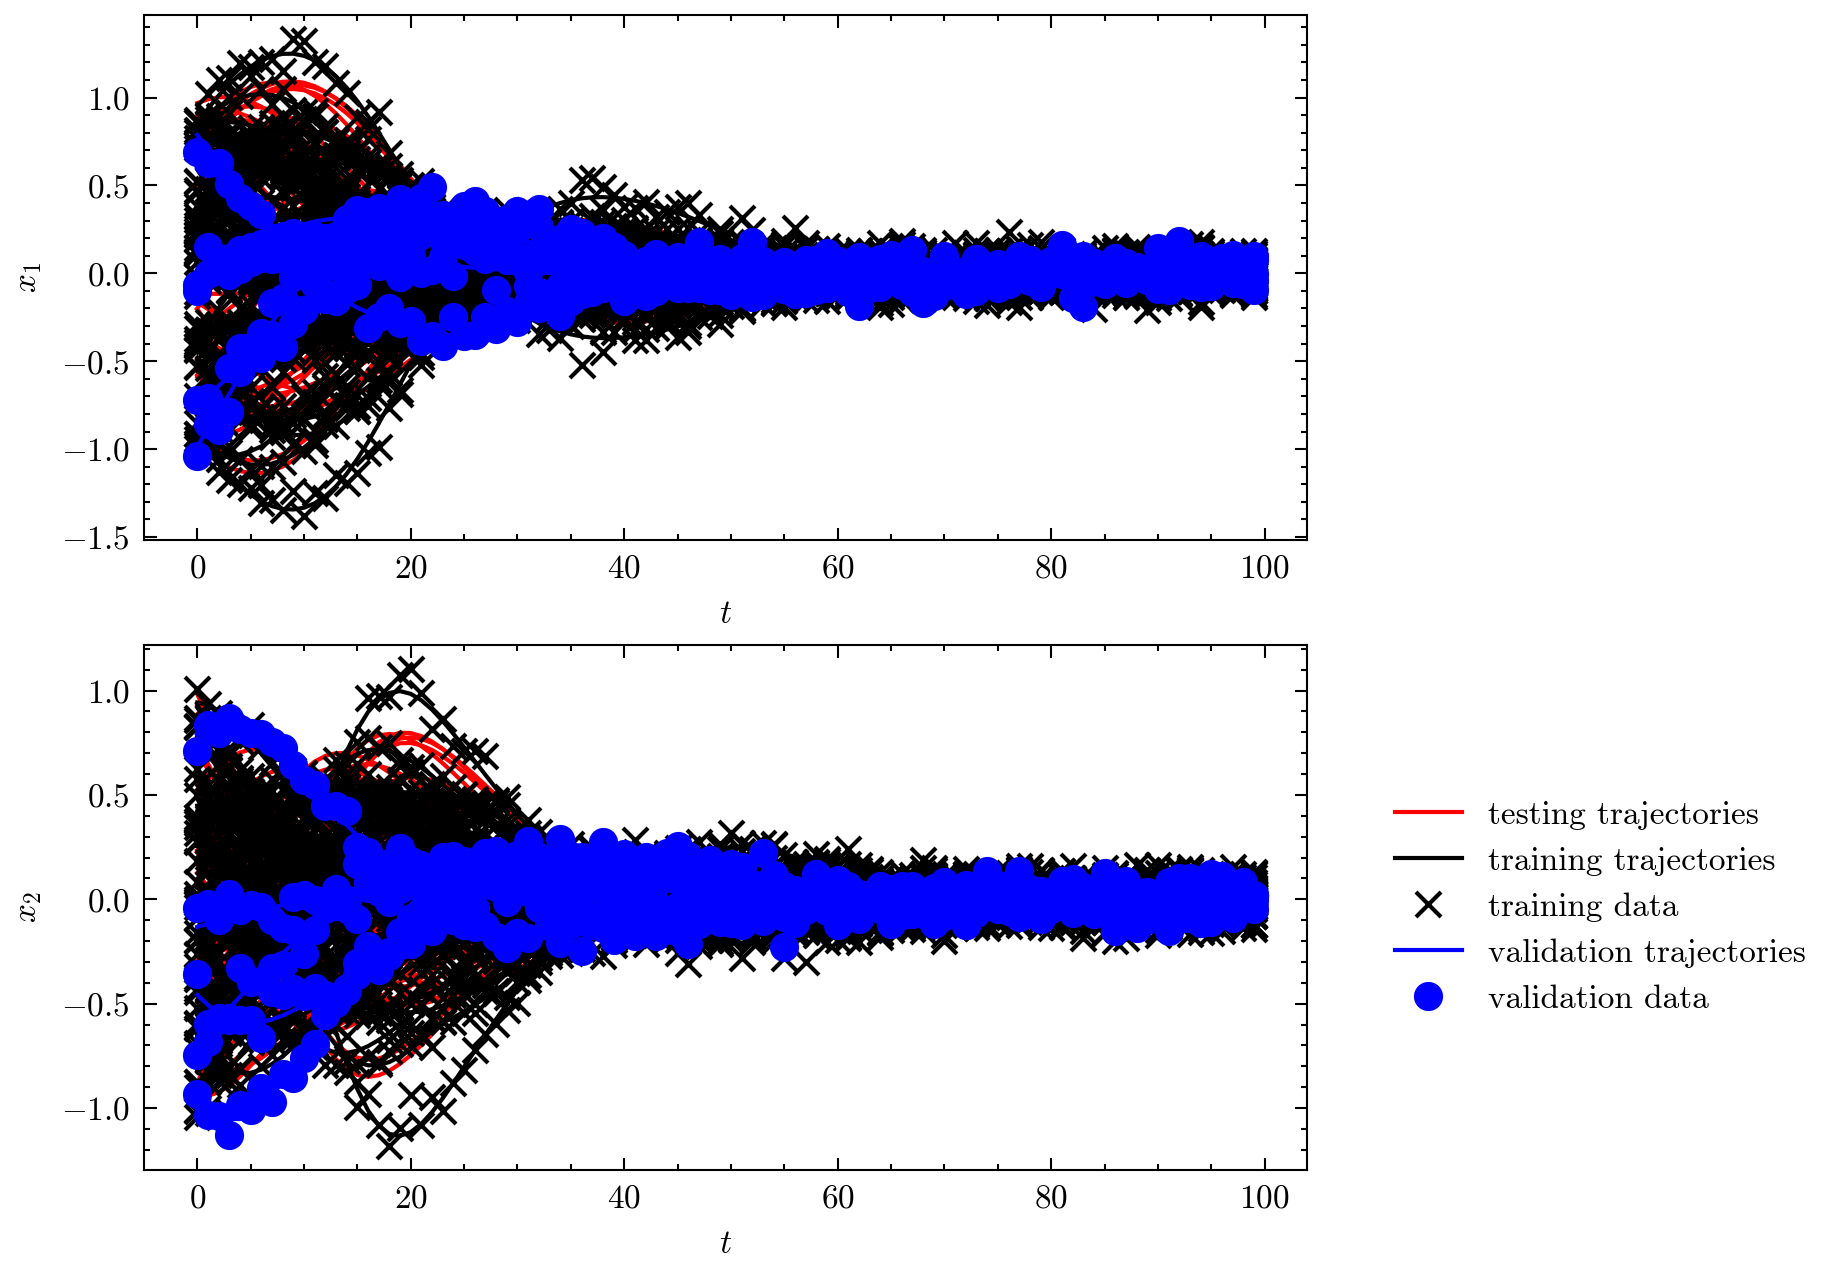 1.0
0.5
0.0
−0.5
−1.0
−1.5
x₁
0 20 40 60 80 100
t
1.0
0.5
0.0
−0.5
−1.0
x₂
0 20 40 60 80 100
t
testing trajectories
training trajectories
training data
validation trajectories
validation data